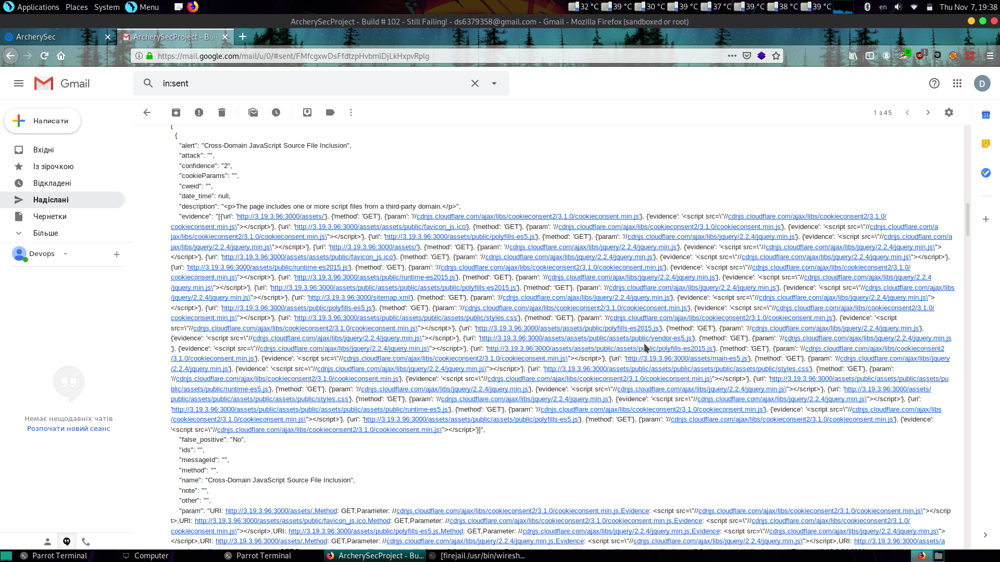 Applications Places System Menu 32 °C 39 °C 30 °C 39 °C 37 °C 39 °C 38 °C 39 °C en Thu Nov 7, 19:38
ArcherySecProject - Build # 102 - Still Failing! - ds6379358@gmail.com - Gmail - Mozilla Firefox (sandboxed or root)
ArcherySec ArcherySecProject - Buil
https://mail.google.com/mail/u/0/#sent/FMfcgxwDsFfdtzpHvbmlDjLkHxpvRplg 0 1
Gmail in:sent D
1 з 45
Написати
Вхідні
Із зірочкою
Відкладені
Надіслані
Чернетки
Більше
Devops
Немає нещодавніх чатів
Розпочати новий сеанс
31
[
{
"alert": "Cross-Domain JavaScript Source File Inclusion",
"attack": "",
"confidence": "2",
"cookieParams": "",
"cweid": "",
"date_time": null,
"description": "<p>The page includes one or more script files from a third-party domain.</p>",
"evidence": "[{'uri': 'http://3.19.3.96:3000/assets/'}, {'method': 'GET'}, {'param': '//cdnjs.cloudflare.com/ajax/libs/cookieconsent2/3.1.0/cookieconsent.min.js'}, {'evidence': '<script src=\"//cdnjs.cloudflare.com/ajax/libs/cookieconsent2/3.1.0/
cookieconsent.min.js\"></script>'}, {'uri': 'http://3.19.3.96:3000/assets/assets/public/favicon_js.ico'}, {'method': 'GET'}, {'param': '//cdnjs.cloudflare.com/ajax/libs/cookieconsent2/3.1.0/cookieconsent.min.js'}, {'evidence': '<script src=\"//cdnjs.cloudflare.com/a
jax/libs/cookieconsent2/3.1.0/cookieconsent.min.js\"></script>'}, {'uri': 'http://3.19.3.96:3000/assets/public/polyfills-es5.js'}, {'method': 'GET'}, {'param': '//cdnjs.cloudflare.com/ajax/libs/jquery/2.2.4/jquery.min.js'}, {'evidence': '<script src=\"//cdnjs.cloudflare.com/a
jax/libs/jquery/2.2.4/jquery.min.js\"></script>'}, {'uri': 'http://3.19.3.96:3000/assets/'}, {'method': 'GET'}, {'param': '//cdnjs.cloudflare.com/ajax/libs/jquery/2.2.4/jquery.min.js'}, {'evidence': '<script src=\"//cdnjs.cloudflare.com/ajax/libs/jquery/2.2.4/jquery.min.js\">
</script>'}, {'uri': 'http://3.19.3.96:3000/assets/assets/public/favicon_js.ico'}, {'method': 'GET'}, {'param': '//cdnjs.cloudflare.com/ajax/libs/jquery/2.2.4/jquery.min.js'}, {'evidence': '<script src=\"//cdnjs.cloudflare.com/ajax/libs/jquery/2.2.4/jquery.min.js\"></script>'},
{'uri': 'http://3.19.3.96:3000/assets/public/runtime-es2015.js'}, {'method': 'GET'}, {'param': '//cdnjs.cloudflare.com/ajax/libs/cookieconsent2/3.1.0/cookieconsent.min.js'}, {'evidence': '<script src=\"//cdnjs.cloudflare.com/ajax/libs/cookieconsent2/3.1.0/
cookieconsent.min.js\"></script>'}, {'uri': 'http://3.19.3.96:3000/assets/public/runtime-es2015.js'}, {'method': 'GET'}, {'param': '//cdnjs.cloudflare.com/ajax/libs/jquery/2.2.4/jquery.min.js'}, {'evidence': '<script src=\"//cdnjs.cloudflare.com/ajax/libs/jquery/2.2.4
/jquery.min.js\"></script>'}, {'uri': 'http://3.19.3.96:3000/assets/public/assets/public/assets/public/polyfills-es2015.js'}, {'method': 'GET'}, {'param': '//cdnjs.cloudflare.com/ajax/libs/jquery/2.2.4/jquery.min.js'}, {'evidence': '<script src=\"//cdnjs.cloudflare.com/ajax/libs
/jquery/2.2.4/jquery.min.js\"></script>'}, {'uri': 'http://3.19.3.96:3000/sitemap.xml'}, {'method': 'GET'}, {'param': '//cdnjs.cloudflare.com/ajax/libs/jquery/2.2.4/jquery.min.js'}, {'evidence': '<script src=\"//cdnjs.cloudflare.com/ajax/libs/jquery/2.2.4/jquery.min.js\">
</script>'}, {'uri': 'http://3.19.3.96:3000/assets/public/polyfills-es5.js'}, {'method': 'GET'}, {'param': '//cdnjs.cloudflare.com/ajax/libs/cookieconsent2/3.1.0/cookieconsent.min.js'}, {'evidence': '<script src=\"//cdnjs.cloudflare.com/ajax/libs/cookieconsent2/3.1.0/
cookieconsent.min.js\"></script>'}, {'uri': 'http://3.19.3.96:3000/assets/public/assets/public/assets/public/styles.css'}, {'method': 'GET'}, {'param': '//cdnjs.cloudflare.com/ajax/libs/cookieconsent2/3.1.0/cookieconsent.min.js'}, {'evidence': '<script
src=\"//cdnjs.cloudflare.com/ajax/libs/cookieconsent2/3.1.0/cookieconsent.min.js\"></script>'}, {'uri': 'http://3.19.3.96:3000/assets/assets/public/polyfills-es2015.js'}, {'method': 'GET'}, {'param': '//cdnjs.cloudflare.com/ajax/libs/jquery/2.2.4/jquery.min.js'},
{'evidence': '<script src=\"//cdnjs.cloudflare.com/ajax/libs/jquery/2.2.4/jquery.min.js\"></script>'}, {'uri': 'http://3.19.3.96:3000/assets/public/assets/public/vendor-es5.js'}, {'method': 'GET'}, {'param': '//cdnjs.cloudflare.com/ajax/libs/jquery/2.2.4/jquery.min.js
'}, {'evidence': '<script src=\"//cdnjs.cloudflare.com/ajax/libs/jquery/2.2.4/jquery.min.js\"></script>'}, {'uri': 'http://3.19.3.96:3000/assets/public/assets/public/assets/public/polyfills-es2015.js'}, {'method': 'GET'}, {'param': '//cdnjs.cloudflare.com/ajax/libs/cookieconsent2
/3.1.0/cookieconsent.min.js'}, {'evidence': '<script src=\"//cdnjs.cloudflare.com/ajax/libs/cookieconsent2/3.1.0/cookieconsent.min.js\"></script>'}, {'uri': 'http://3.19.3.96:3000/assets/main-es5.js'}, {'method': 'GET'}, {'param': '//cdnjs.cloudflare.com/ajax/libs/jquery
/2.2.4/jquery.min.js'}, {'evidence': '<script src=\"//cdnjs.cloudflare.com/ajax/libs/jquery/2.2.4/jquery.min.js\"></script>'}, {'uri': 'http://3.19.3.96:3000/assets/public/assets/public/assets/public/assets/public/styles.css'}, {'method': 'GET'}, {'param':
'//cdnjs.cloudflare.com/ajax/libs/cookieconsent2/3.1.0/cookieconsent.min.js'}, {'evidence': '<script src=\"//cdnjs.cloudflare.com/ajax/libs/cookieconsent2/3.1.0/cookieconsent.min.js\"></script>'}, {'uri': 'http://3.19.3.96:3000/assets/public/assets/public/assets/pu
blic/assets/public/runtime-es5.js'}, {'method': 'GET'}, {'param': '//cdnjs.cloudflare.com/ajax/libs/jquery/2.2.4/jquery.min.js'}, {'evidence': '<script src=\"//cdnjs.cloudflare.com/ajax/libs/jquery/2.2.4/jquery.min.js\"></script>'}, {'uri': 'http://3.19.3.96:3000/assets/
public/assets/public/assets/public/assets/public/styles.css'}, {'method': 'GET'}, {'param': '//cdnjs.cloudflare.com/ajax/libs/jquery/2.2.4/jquery.min.js'}, {'evidence': '<script src=\"//cdnjs.cloudflare.com/ajax/libs/jquery/2.2.4/jquery.min.js\"></script>'}, {'uri':
'http://3.19.3.96:3000/assets/public/assets/public/assets/public/assets/public/runtime-es5.js'}, {'method': 'GET'}, {'param': '//cdnjs.cloudflare.com/ajax/libs/cookieconsent2/3.1.0/cookieconsent.min.js'}, {'evidence': '<script src=\"//cdnjs.cloudflare.com/ajax/libs
/cookieconsent2/3.1.0/cookieconsent.min.js\"></script>'}, {'uri': 'http://3.19.3.96:3000/assets/assets/public/assets/public/polyfills-es5.js'}, {'method': 'GET'}, {'param': '//cdnjs.cloudflare.com/ajax/libs/cookieconsent2/3.1.0/cookieconsent.min.js'}, {'evidence':
'<script src=\"//cdnjs.cloudflare.com/ajax/libs/cookieconsent2/3.1.0/cookieconsent.min.js\"></script>'}]",
"false_positive": "No",
"ids": "",
"messageId": "",
"method": "",
"name": "Cross-Domain JavaScript Source File Inclusion",
"note": "",
"other": "",
"param": "URI: http://3.19.3.96:3000/assets/,Method: GET,Parameter: //cdnjs.cloudflare.com/ajax/libs/cookieconsent2/3.1.0/cookieconsent.min.js,Evidence: <script src=\"//cdnjs.cloudflare.com/ajax/libs/cookieconsent2/3.1.0/cookieconsent.min.js\"></scrip
t>,URI: http://3.19.3.96:3000/assets/assets/public/favicon_js.ico,Method: GET,Parameter: //cdnjs.cloudflare.com/ajax/libs/cookieconsent2/3.1.0/cookieconsent.min.js,Evidence: <script src=\"//cdnjs.cloudflare.com/ajax/libs/cookieconsent2/3.1.0/
cookieconsent.min.js\"></script>,URI: http://3.19.3.96:3000/assets/public/polyfills-es5.js,Method: GET,Parameter: //cdnjs.cloudflare.com/ajax/libs/jquery/2.2.4/jquery.min.js,Evidence: <script src=\"//cdnjs.cloudflare.com/ajax/libs/jquery/2.2.4/jquery.min.js\">
</script>,URI: http://3.19.3.96:3000/assets/,Method: GET,Parameter: //cdnjs.cloudflare.com/ajax/libs/jquery/2.2.4/jquery.min.js,Evidence: <script src=\"//cdnjs.cloudflare.com/ajax/libs/jquery/2.2.4/jquery.min.js\"></script>,URI: http://3.19.3.96:3000/assets/a
Parrot Terminal Computer Parrot Terminal ArcherySecProject - Bu... [firejail /usr/bin/wiresh...